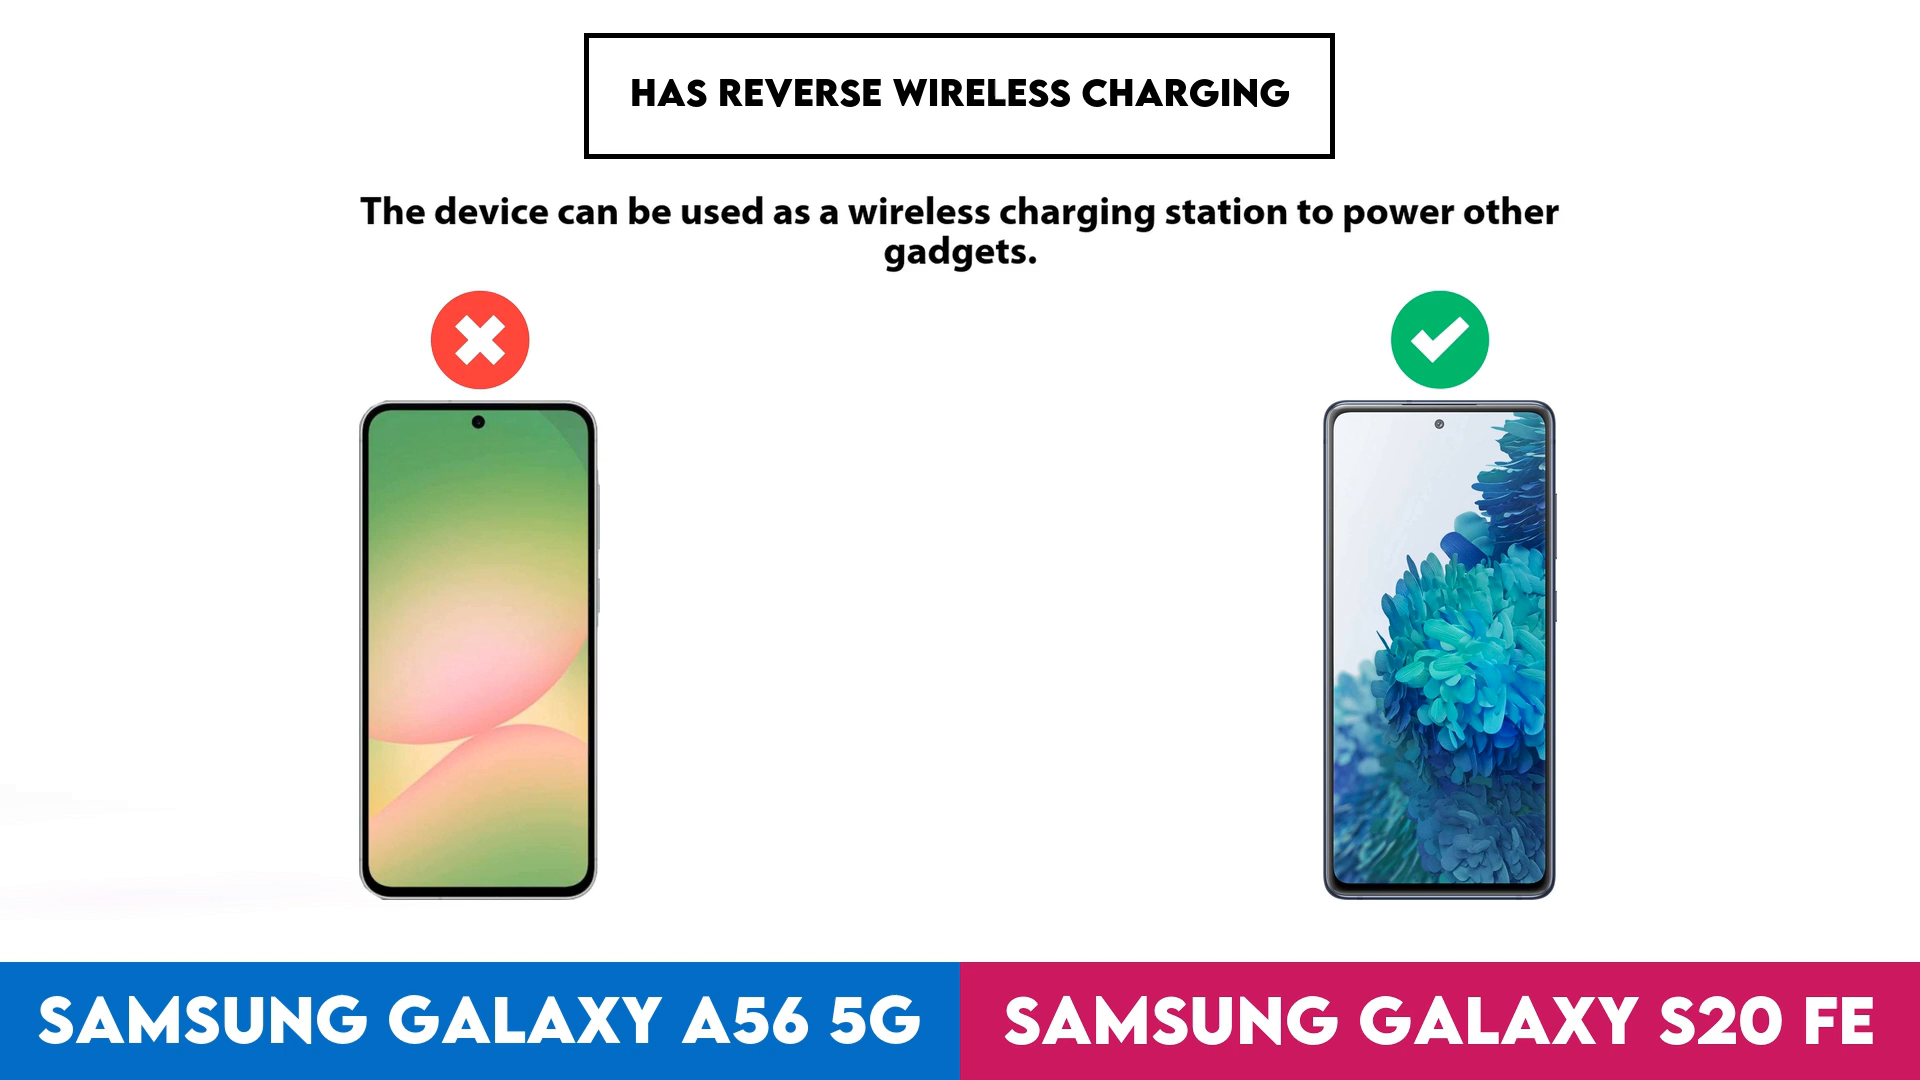 HAS REVERSE WIRELESS CHARGING
The device can be used as a wireless charging station to power other
gadgets.
SAMSUNG GALAXY A56 5G
SAMSUNG GALAXY S20 FE